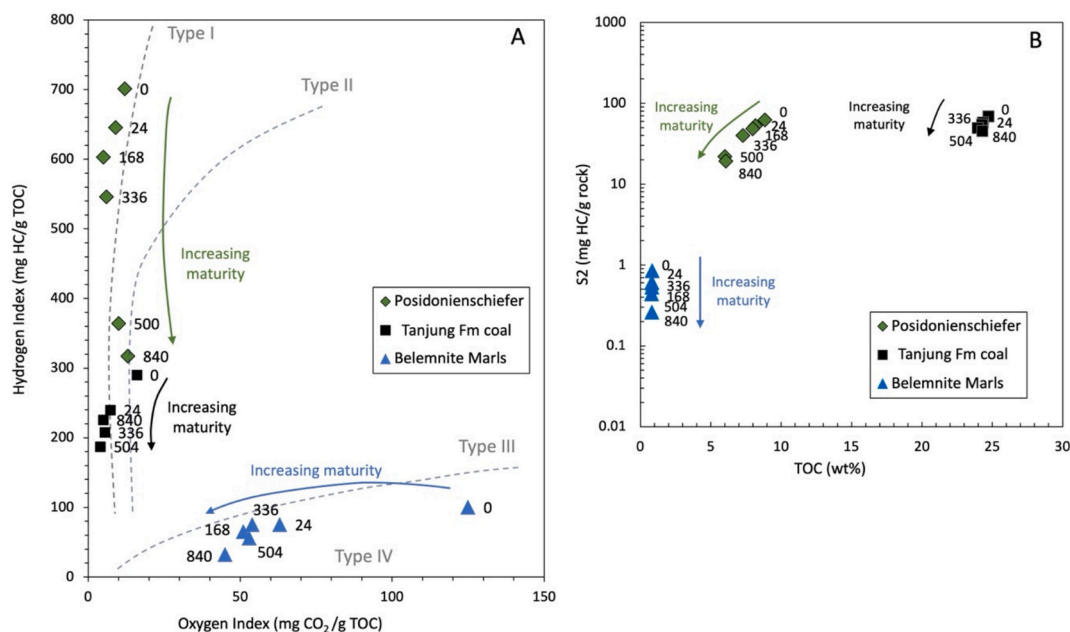 A
800
700
600
500
400
300
200
100
0
Hydrogen Index (mg HC/g TOC)
Type I
Type II
0
24
168
336
500
840
Increasing
maturity
Posidonienschiefer
Tanjung Fm coal
Belemnite Marls
0
24
840
336
504
Increasing
maturity
Type III
Increasing maturity
336
0
168
24
504
840
Type IV
0
50
100
150
Oxygen Index (mg CO2 /g TOC)
B
1000
100
10
1
0.1
0.01
S2 (mg HC/g rock)
Increasing
maturity
0
24
168
336
500
840
Increasing
maturity
0
336
24
504
840
0
24
336
168
504
840
Increasing
maturity
Posidonienschiefer
Tanjung Fm coal
Belemnite Marls
0
5
10
15
20
25
30
TOC (wt%)